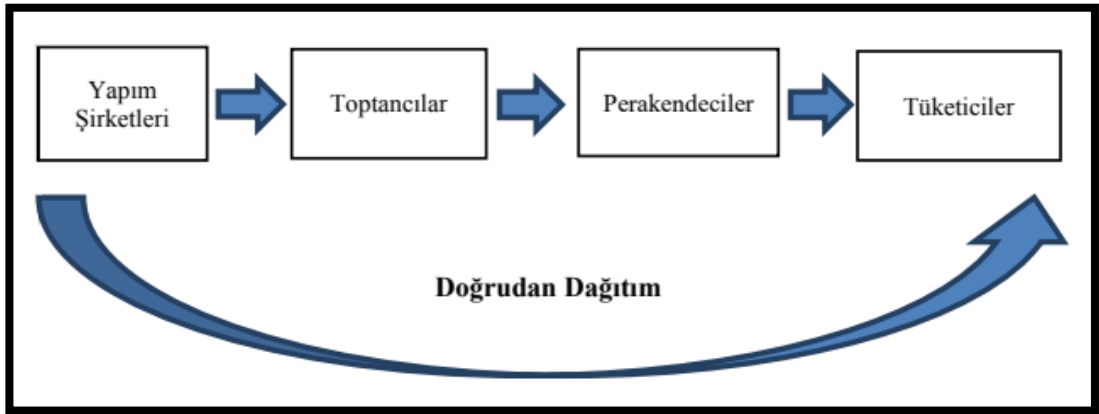 Yapım
Şirketleri
Toptancılar
Perakendeciler
Tüketiciler
Doğrudan Dağıtım